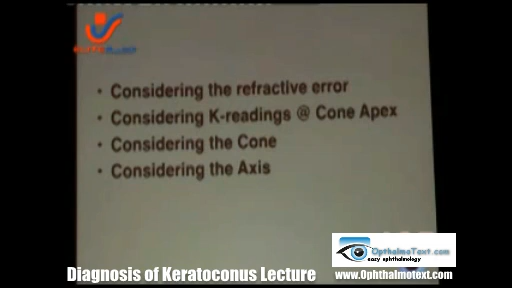 • Considering the refractive error
• Considering K-readings @ Cone Apex
• Considering the Cone
• Considering the Axis
OpthalmoText.com
eazy ophthalmology
Diagnosis of Keratoconus Lecture
www.Ophthalmotext.com